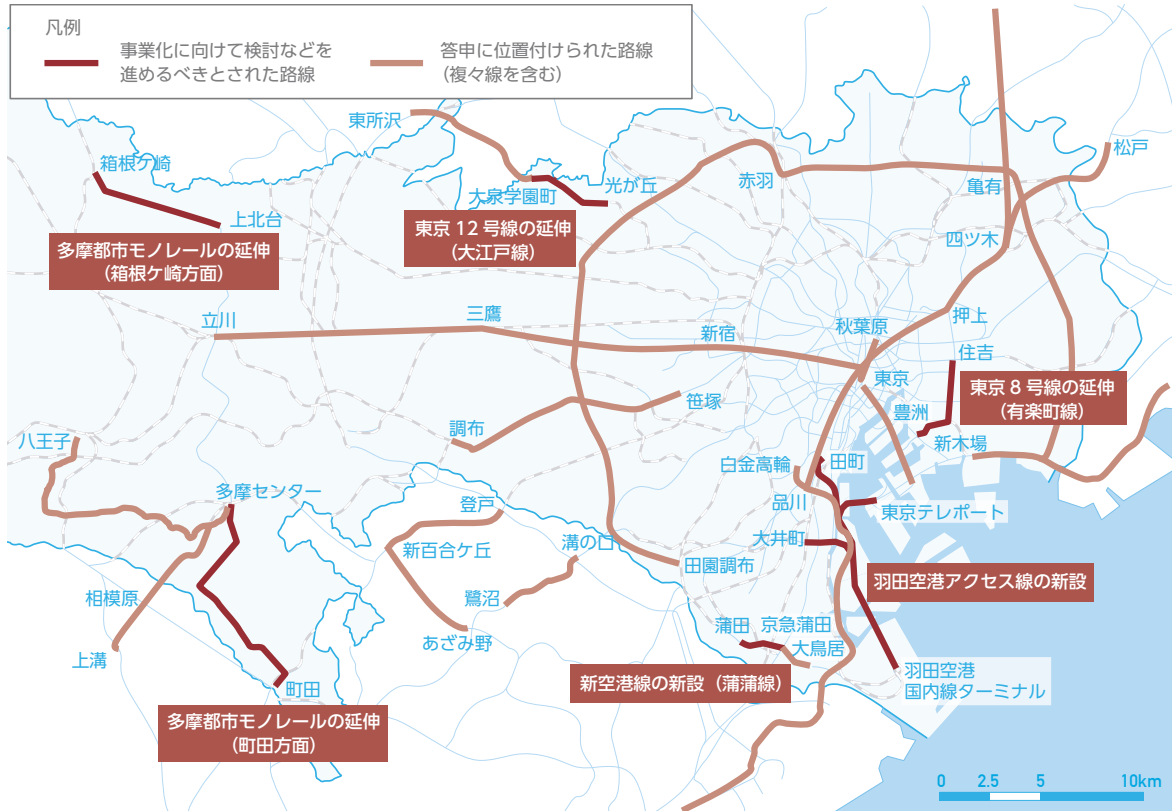 凡例
事業化に向けて検討などを
進めるべきとされた路線
答申に位置付けられた路線
(複々線を含む)
東所沢
松戸
箱根ケ崎
大泉学園町
光が丘
赤羽
亀有
上北台
多摩都市モノレールの延伸
(箱根ケ崎方面)
東京 12 号線の延伸
(大江戸線)
四ツ木
立川
三鷹
新宿
秋葉原
押上
住吉
東京
東京 8 号線の延伸
(有楽町線)
笹塚
豊洲
調布
八王子
新木場
白金高輪
田町
多摩センター
登戸
品川
東京テレポート
新百合ケ丘
溝の口
大井町
田園調布
羽田空港アクセス線の新設
相模原
鷺沼
あざみ野
蒲田
京急蒲田
大鳥居
上溝
羽田空港
国内線ターミナル
町田
新空港線の新設(蒲蒲線)
多摩都市モノレールの延伸
(町田方面)
0 2.5 5 10km